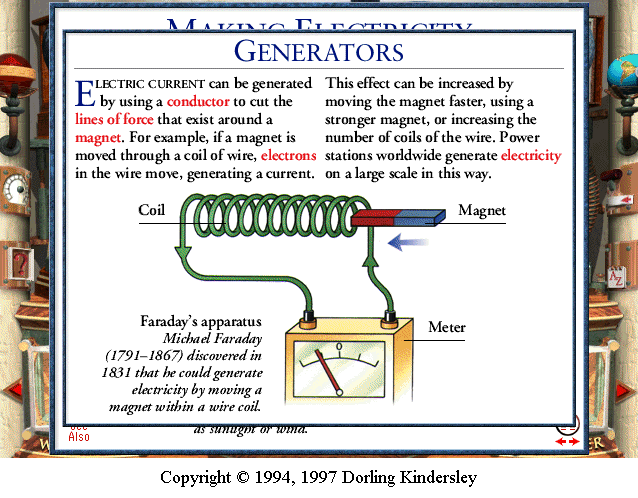 MAKING ELECTRICITY
GENERATORS
ELECTRIC CURRENT can be generated
by using a conductor to cut the
lines of force that exist around a
magnet. For example, if a magnet is
moved through a coil of wire, electrons
in the wire move, generating a current.
This effect can be increased by
moving the magnet faster, using a
stronger magnet, or increasing the
number of coils of the wire. Power
stations worldwide generate electricity
on a large scale in this way.
Coil
Magnet
Faraday's apparatus
Michael Faraday
(1791–1867) discovered in
1831 that he could generate
electricity by moving a
magnet within a wire coil.
Meter
0
?
A
Z
See
Also
as sunlight or wind.
W
ER
Copyright © 1994, 1997 Dorling Kindersley